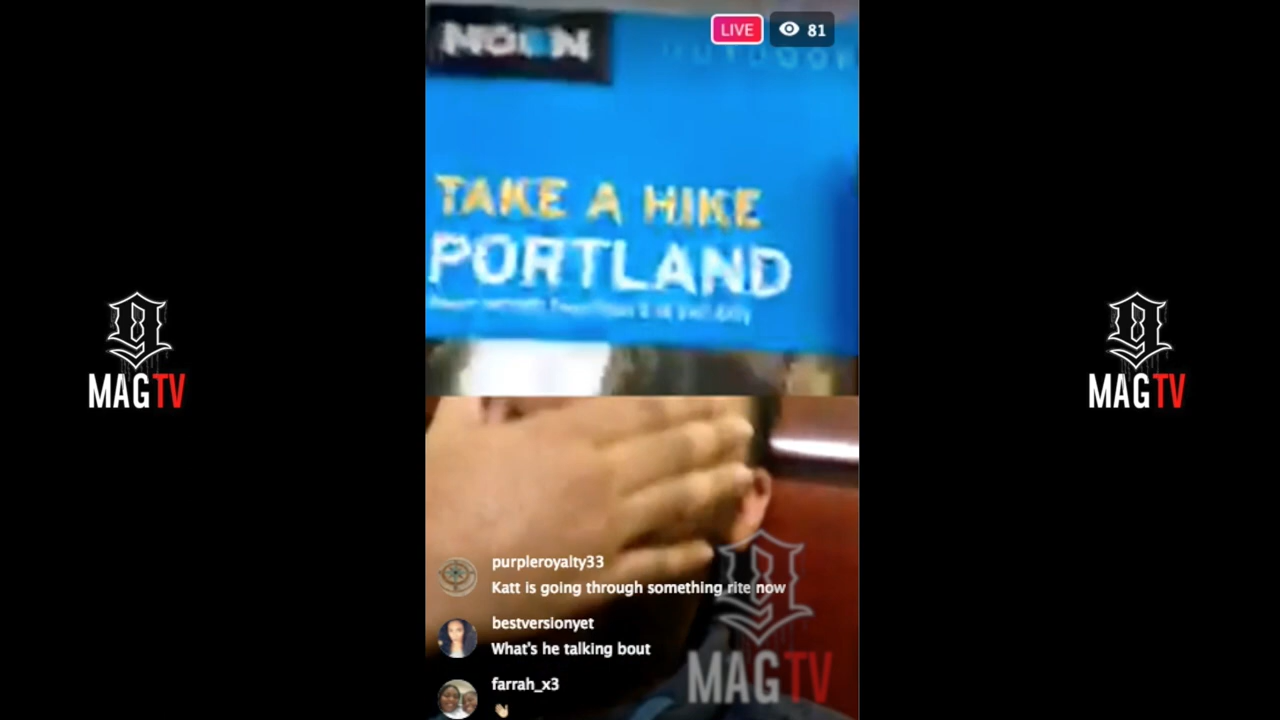 LIVE
81
TAKE A HIKE
PORTLAND
purpleroyalty33
Katt is going through something rite now
bestversionyet
What's he talking bout
farrah_x3
MAGTV
MAGTV
MAGTV